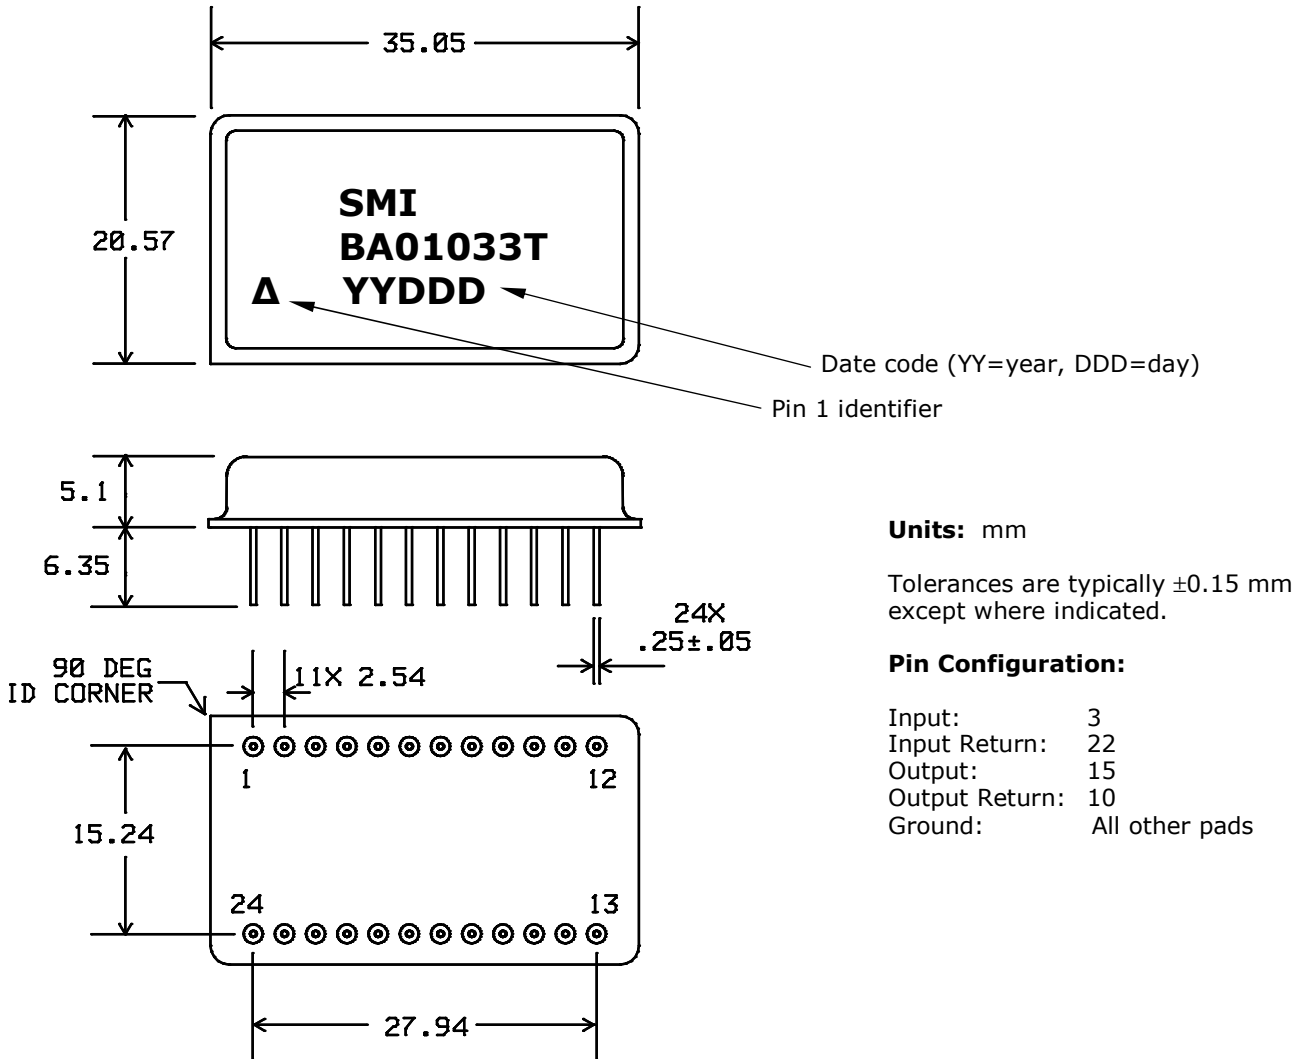 35.05
20.57
SMI
BA01033T
Δ YYDDD
Date code (YY=year, DDD=day)
Pin 1 identifier
5.1
6.35
Units: mm
Tolerances are typically ±0.15 mm
except where indicated.
24X
.25±.05
Pin Configuration:
90 DEG
ID CORNER
11X 2.54
Input: 3
Input Return: 22
Output: 15
Output Return: 10
Ground: All other pads
1 12
15.24
24 13
27.94